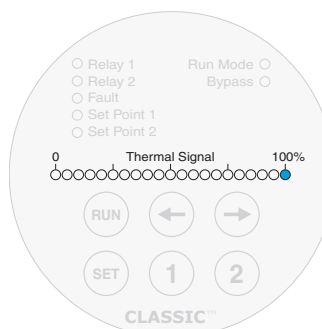 Relay 1 Run Mode
Relay 2 Bypass
Fault
Set Point 1
Set Point 2
0 Thermal Signal 100%
RUN
SET 1 2
CLASSIC™